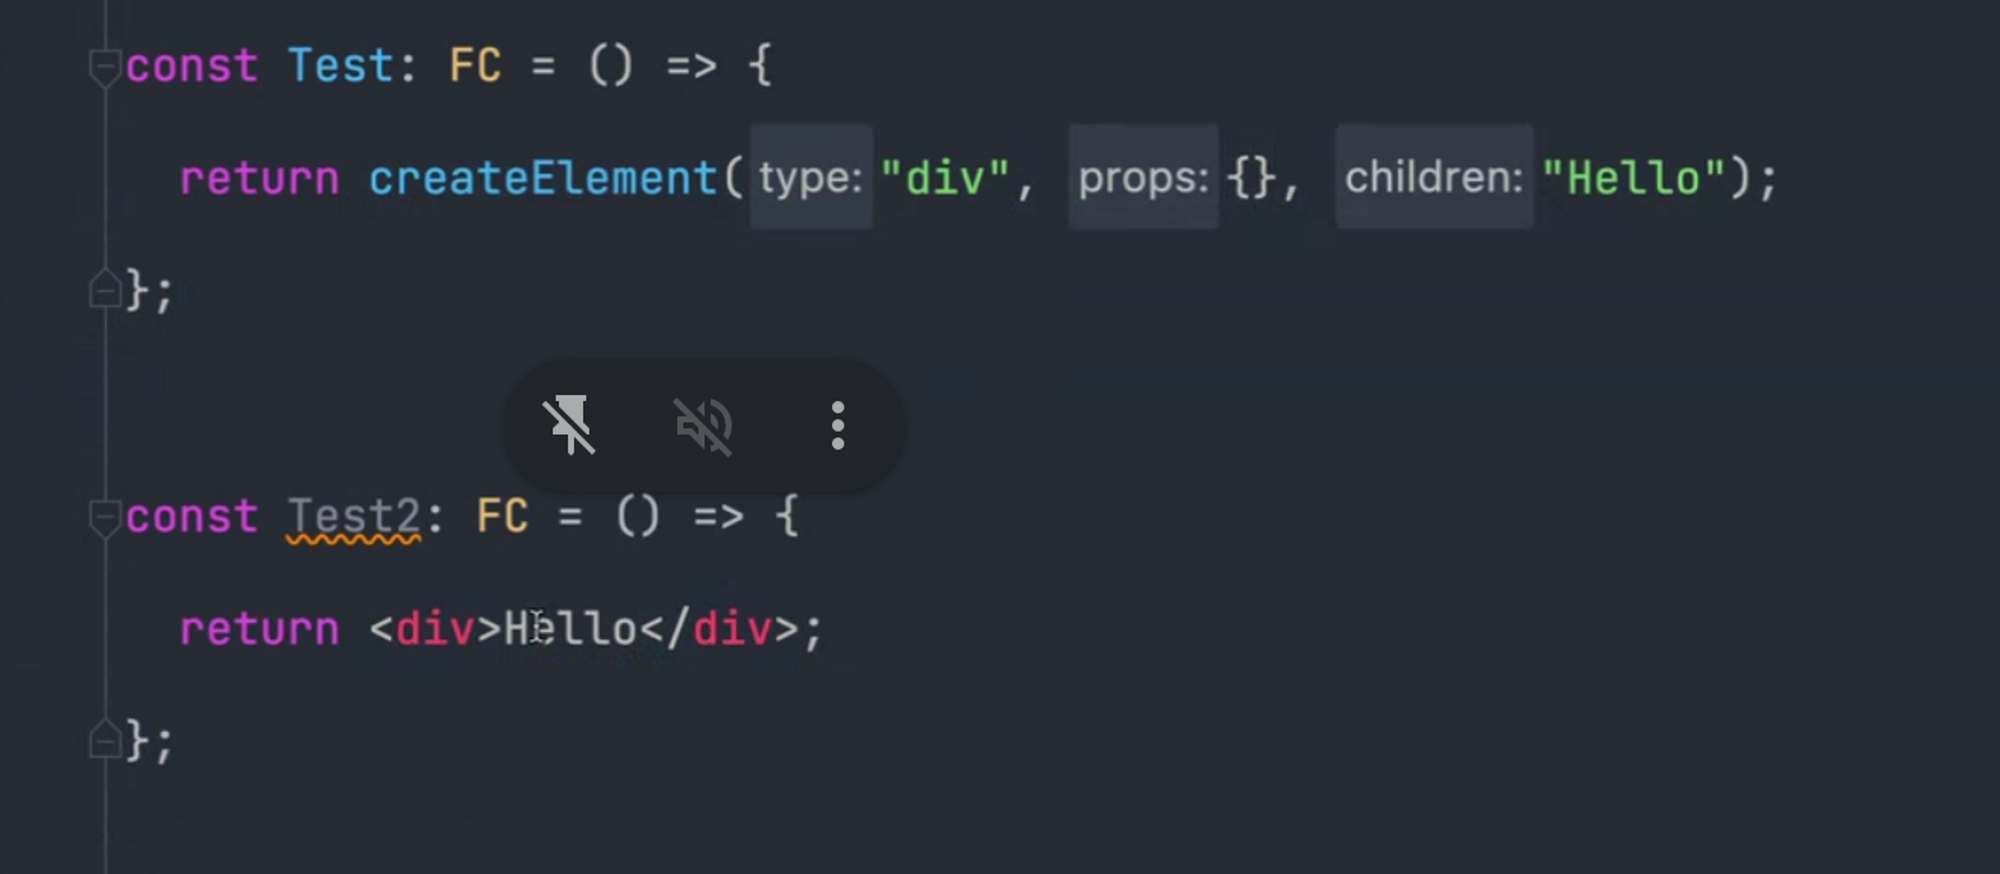 const Test: FC = () => {
return createElement( type: "div", props: {}, children: "Hello");
};
const Test2: FC = () => {
return <div>Hello</div>;
};